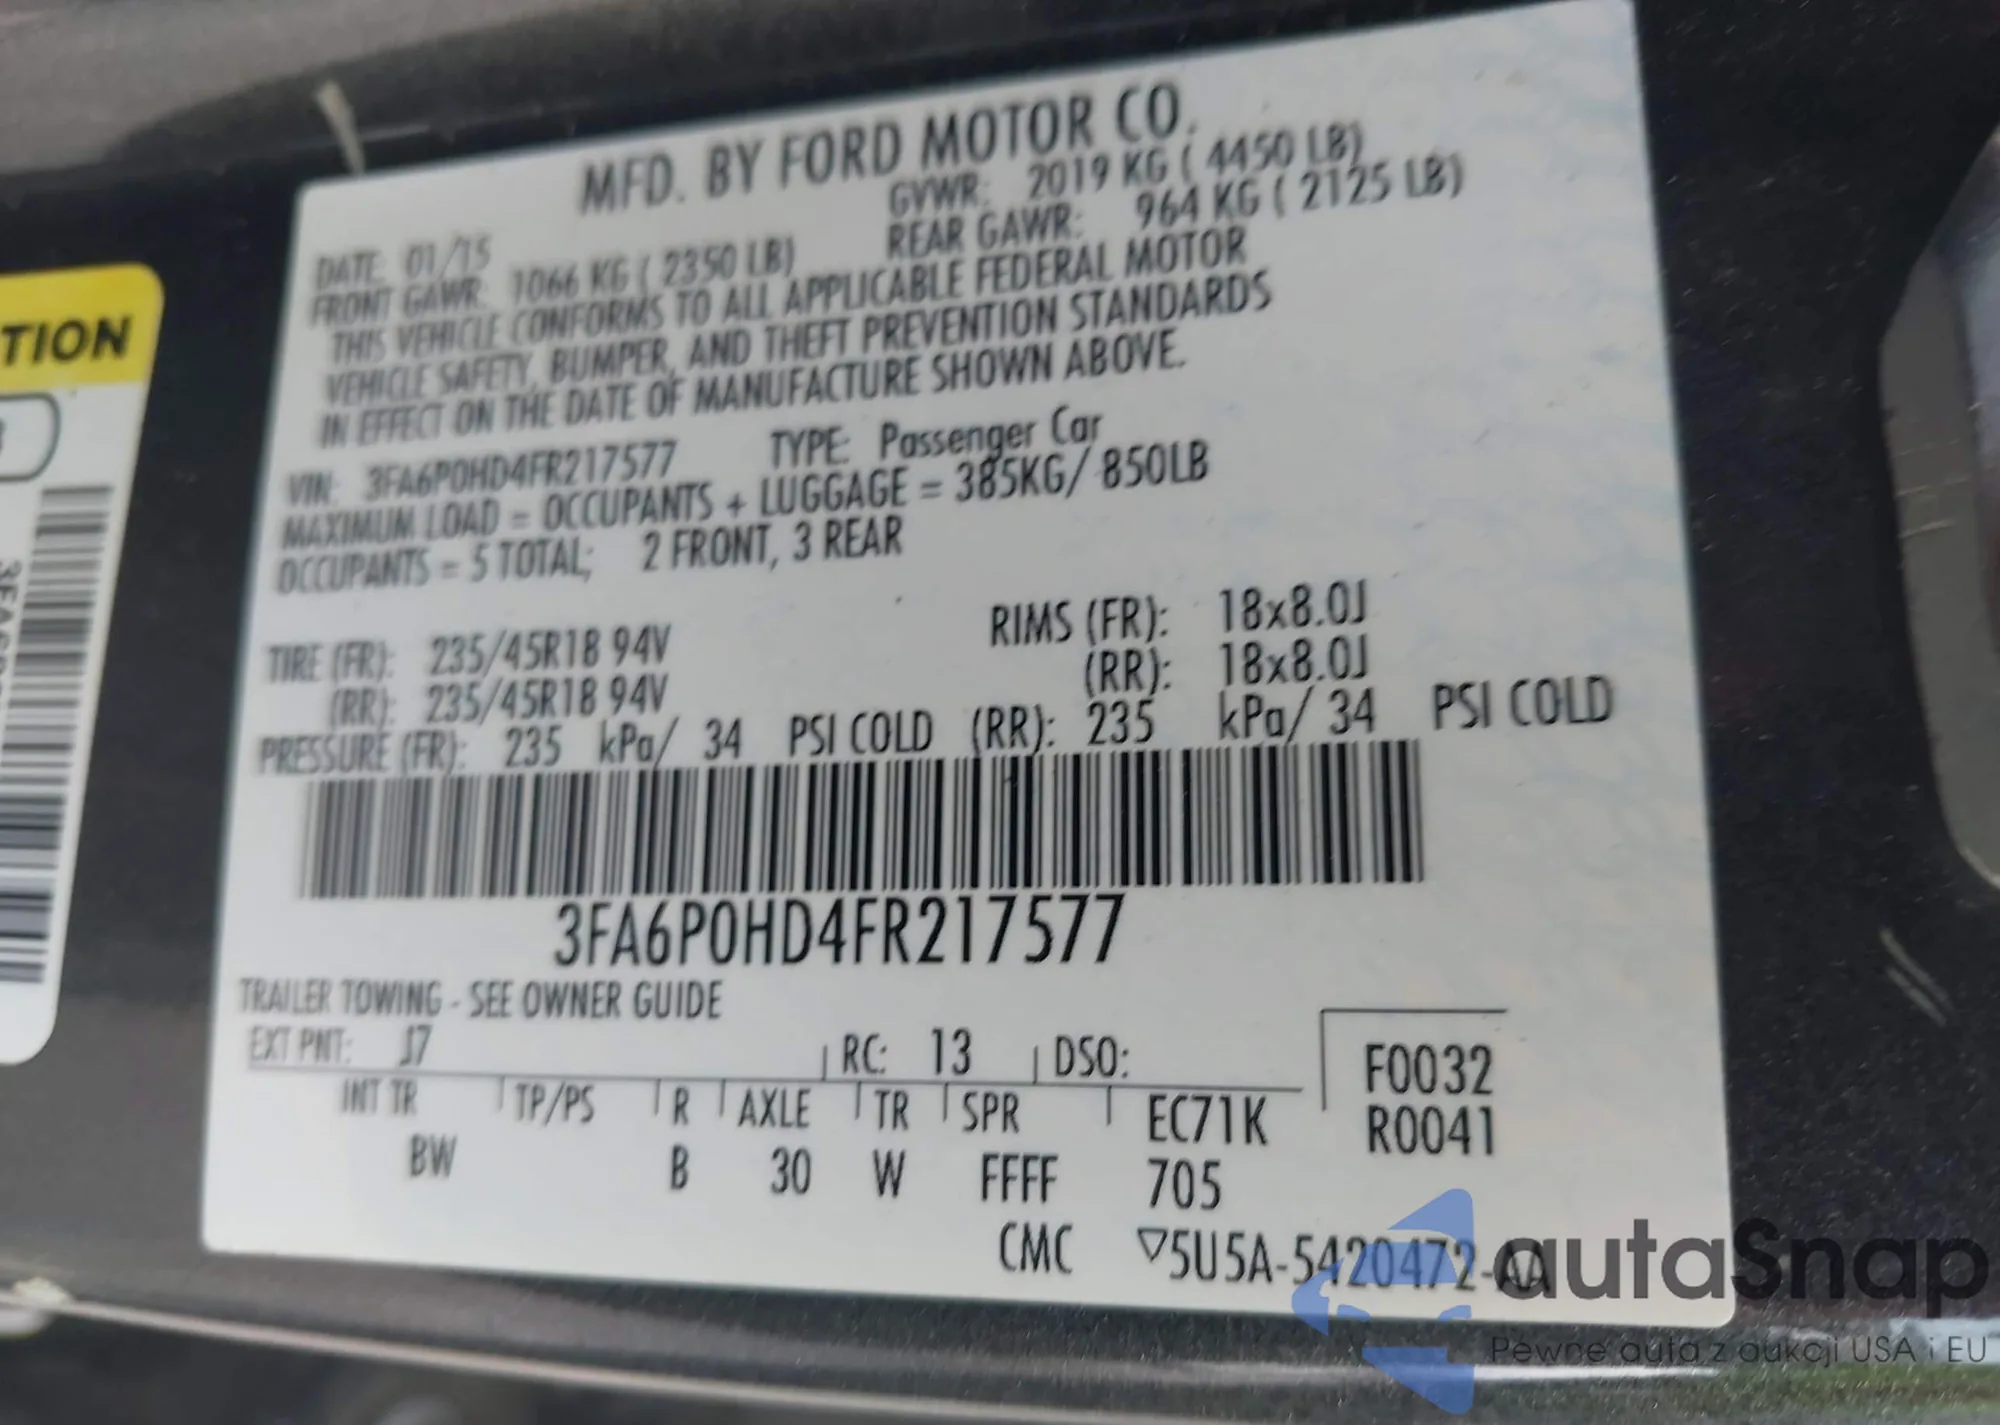 MFD. BY FORD MOTOR CO.
DATE: 01/15 GVWR: 2019 KG ( 4450 LB)
FRONT GAWR: 1066 KG ( 2350 LB) REAR GAWR: 964 KG ( 2125 LB)
THIS VEHICLE CONFORMS TO ALL APPLICABLE FEDERAL MOTOR
VEHICLE SAFETY, BUMPER, AND THEFT PREVENTION STANDARDS
IN EFFECT ON THE DATE OF MANUFACTURE SHOWN ABOVE.
VIN: 3FA6P0HD4FR217577 TYPE: Passenger Car
MAXIMUM LOAD = OCCUPANTS + LUGGAGE = 385KG/ 850LB
OCCUPANTS = 5 TOTAL; 2 FRONT, 3 REAR
TIRE (FR): 235/45R18 94V RIMS (FR): 18x8.0J
(RR): 235/45R18 94V (RR): 18x8.0J
PRESSURE (FR): 235 kPa/ 34 PSI COLD (RR): 235 kPa/ 34 PSI COLD
3FA6P0HD4FR217577
TRAILER TOWING - SEE OWNER GUIDE
EXT PNT: J7 RC: 13 DSO: F0032
INT TR TP/PS R AXLE TR SPR EC71K R0041
BW B 30 W FFFF 705
CMC ▽5U5A-5420472-AA
TION
autaSnap
Pewne auta z aukcji USA i EU